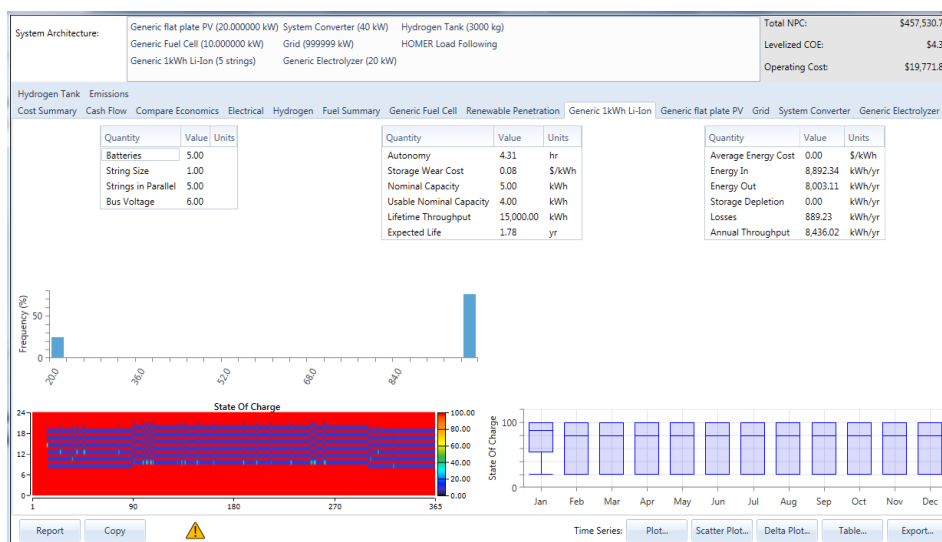 System Architecture:
Generic flat plate PV (20.000000 kW) System Converter (40 kW) Hydrogen Tank (3000 kg)
Generic Fuel Cell (10.000000 kW) Grid (999999 kW) HOMER Load Following
Generic 1kWh Li-Ion (5 strings) Generic Electrolyzer (20 kW)
Total NPC: $457,530.7
Levelized COE: $4.3
Operating Cost: $19,771.8
Hydrogen Tank Emissions
Cost Summary Cash Flow Compare Economics Electrical Hydrogen Fuel Summary Generic Fuel Cell Renewable Penetration Generic 1kWh Li-Ion Generic flat plate PV Grid System Converter Generic Electrolyzer
Quantity Value Units
Batteries 5.00
String Size 1.00
Strings in Parallel 5.00
Bus Voltage 6.00
Quantity Value Units
Autonomy 4.31 hr
Storage Wear Cost 0.08 $/kWh
Nominal Capacity 5.00 kWh
Usable Nominal Capacity 4.00 kWh
Lifetime Throughput 15,000.00 kWh
Expected Life 1.78 yr
Quantity Value Units
Average Energy Cost 0.00 $/kWh
Energy In 8,892.34 kWh/yr
Energy Out 8,003.11 kWh/yr
Storage Depletion 0.00 kWh/yr
Losses 889.23 kWh/yr
Annual Throughput 8,436.02 kWh/yr
Frequency (%)
50
0
20.0 36.0 52.0 68.0 84.0
State Of Charge
24
18
12
6
0
1 90 180 270 365
100.00
80.00
60.00
40.00
20.00
0.00
State Of Charge
100
0
Jan Feb Mar Apr May Jun Jul Aug Sep Oct Nov Dec
Report Copy Time Series: Plot... Scatter Plot... Delta Plot... Table... Export...